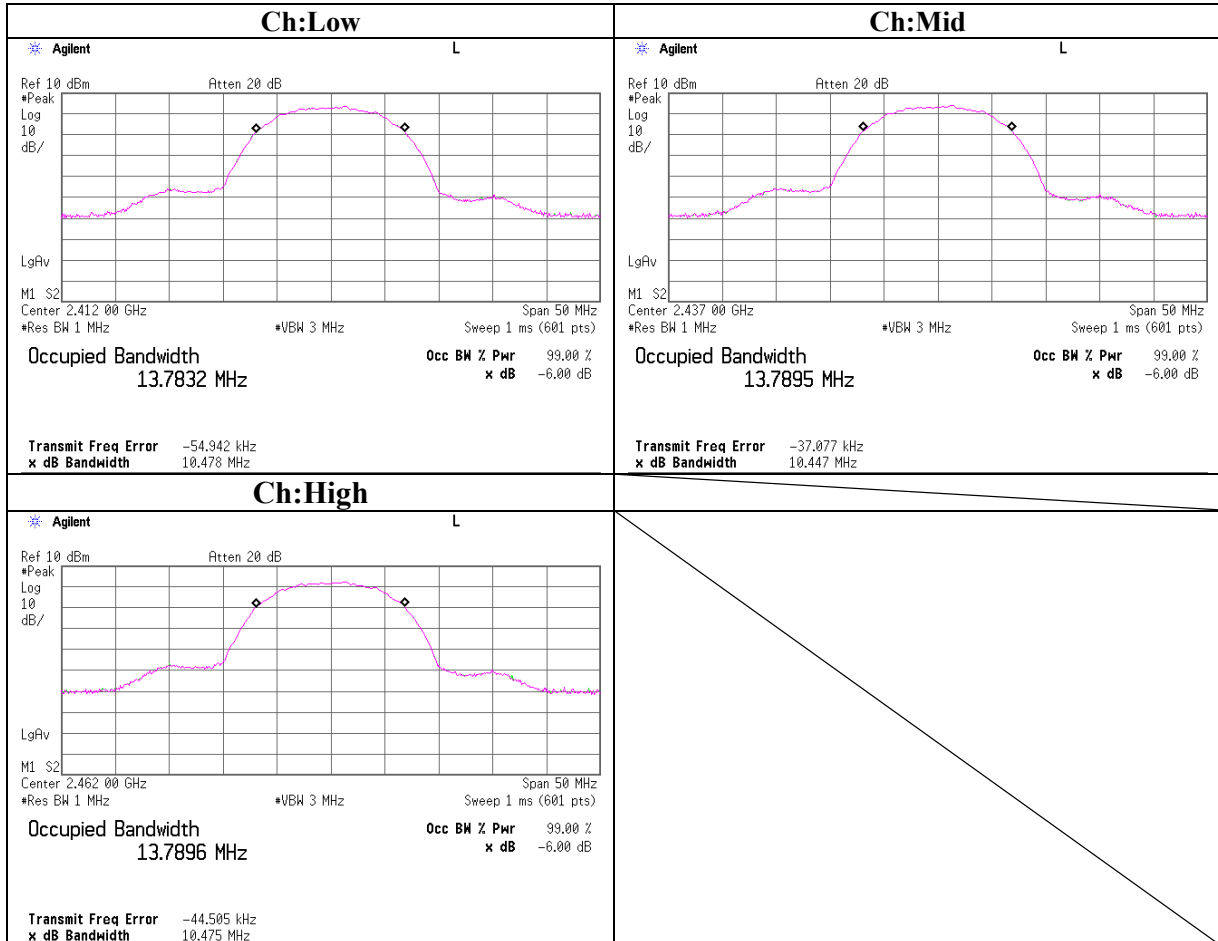 Ch:Low
Agilent L
Ref 10 dBm Atten 20 dB
#Peak
Log
10
dB/
LgAv
M1 S2
Center 2.412 00 GHz Span 50 MHz
#Res BW 1 MHz #VBW 3 MHz Sweep 1 ms (601 pts)
Occupied Bandwidth Occ BW % Pwr 99.00 %
13.7832 MHz x dB -6.00 dB
Transmit Freq Error -54.942 kHz
x dB Bandwidth 10.478 MHz
Ch:Mid
Agilent L
Ref 10 dBm Atten 20 dB
#Peak
Log
10
dB/
LgAv
M1 S2
Center 2.437 00 GHz Span 50 MHz
#Res BW 1 MHz #VBW 3 MHz Sweep 1 ms (601 pts)
Occupied Bandwidth Occ BW % Pwr 99.00 %
13.7895 MHz x dB -6.00 dB
Transmit Freq Error -37.077 kHz
x dB Bandwidth 10.447 MHz
Ch:High
Agilent L
Ref 10 dBm Atten 20 dB
#Peak
Log
10
dB/
LgAv
M1 S2
Center 2.462 00 GHz Span 50 MHz
#Res BW 1 MHz #VBW 3 MHz Sweep 1 ms (601 pts)
Occupied Bandwidth Occ BW % Pwr 99.00 %
13.7896 MHz x dB -6.00 dB
Transmit Freq Error -44.505 kHz
x dB Bandwidth 10.475 MHz